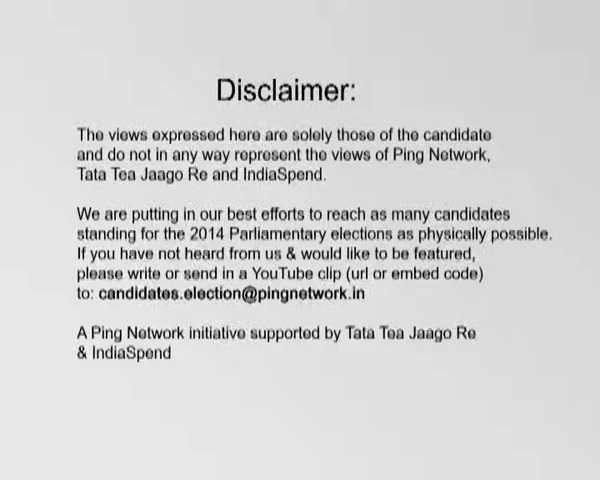 Disclaimer:
The views expressed here are solely those of the candidate
and do not in any way represent the views of Ping Network,
Tata Tea Jaago Re and IndiaSpend.
We are putting in our best efforts to reach as many candidates
standing for the 2014 Parliamentary elections as physically possible.
If you have not heard from us & would like to be featured,
please write or send in a YouTube clip (url or embed code)
to: candidates.election@pingnetwork.in
A Ping Network initiative supported by Tata Tea Jaago Re
& IndiaSpend